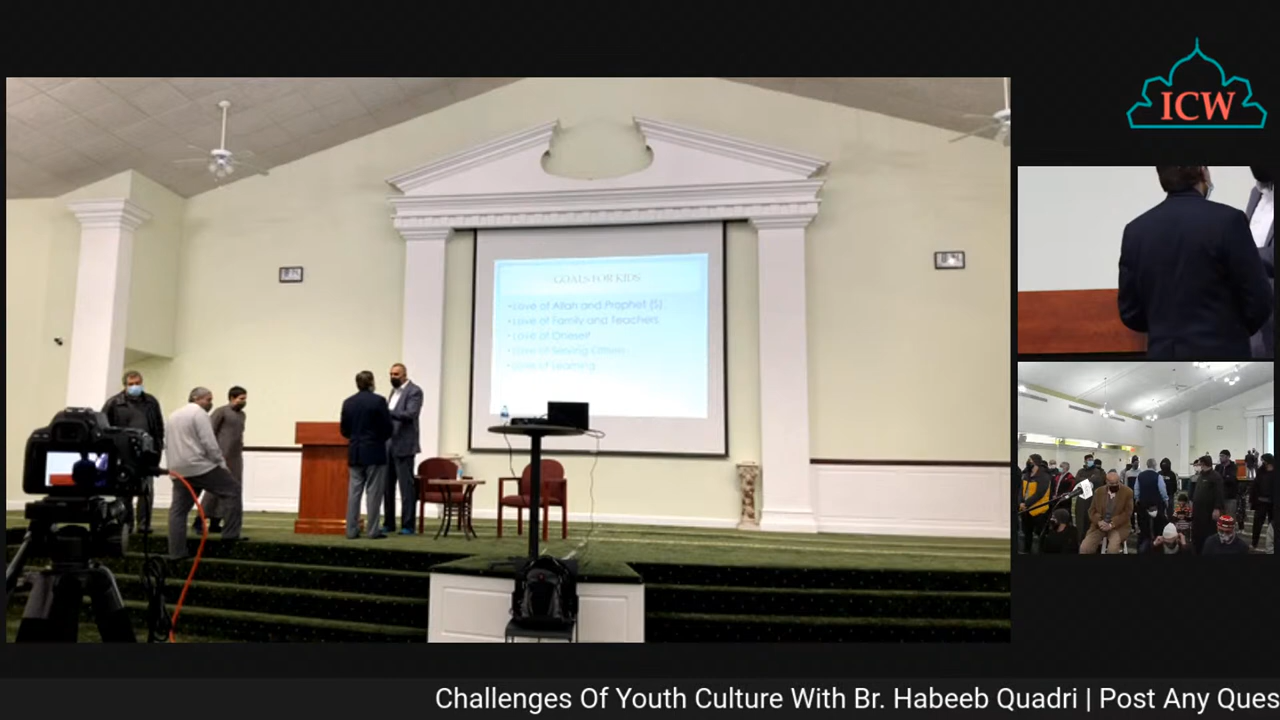 ICW
GOALS FOR KIDS
•Love of Allah and Prophet (S)
•Love of Family and Teachers
•Love of Oneself
•Love of Serving Others
•Love of Learning
Challenges Of Youth Culture With Br. Habeeb Quadri | Post Any Ques